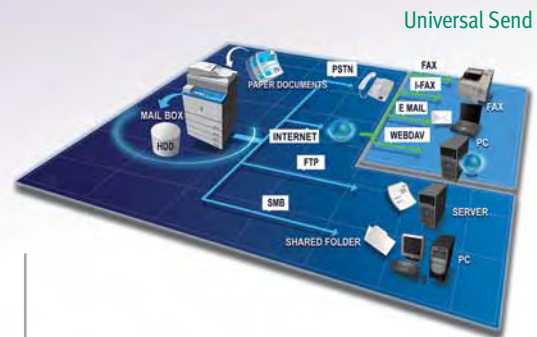 Universal Send
PAPER DOCUMENTS
MAIL BOX
HDD
PSTN
INTERNET
FTP
SMB
SHARED FOLDER
FAX
I-FAX
E MAIL
WEBDAV
FAX
PC
SERVER
PC